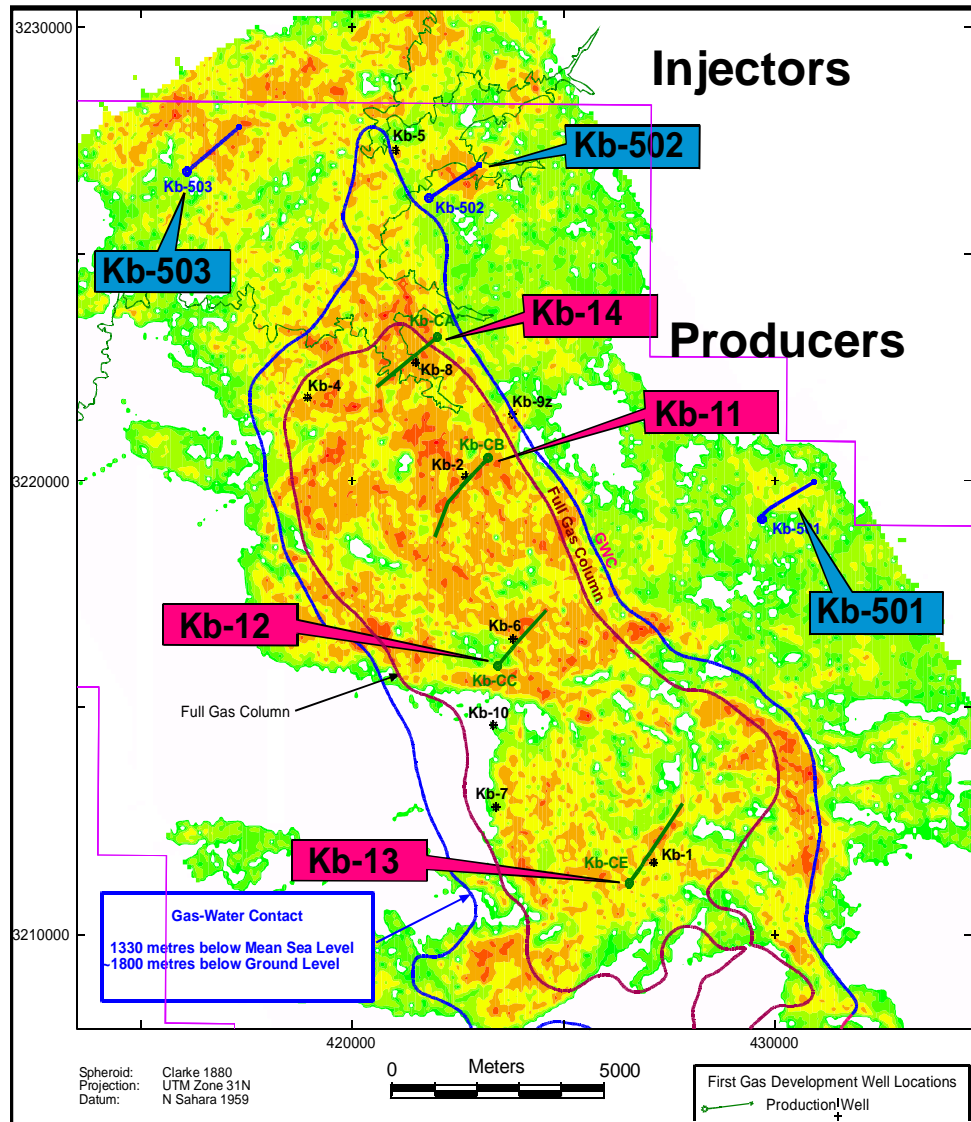 3230000
Injectors
Kb-5
Kb-502
Kb-503
Kb-502
Kb-503
Kb-14
Kb-CA
Producers
Kb-8
Kb-4
Kb-11
Kb-9z
Kb-CB
Kb-2
3220000
Full Gas Column
GWC
Kb-501
Kb-501
Kb-12
Kb-6
Kb-CC
Full Gas Column
Kb-10
Kb-7
Kb-13
Kb-CE
Kb-1
Gas-Water Contact
1330 metres below Mean Sea Level
~1800 metres below Ground Level
3210000
420000
430000
Spheroid: Clarke 1880
Projection: UTM Zone 31N
Datum: N Sahara 1959
0 Meters 5000
First Gas Development Well Locations
Production Well